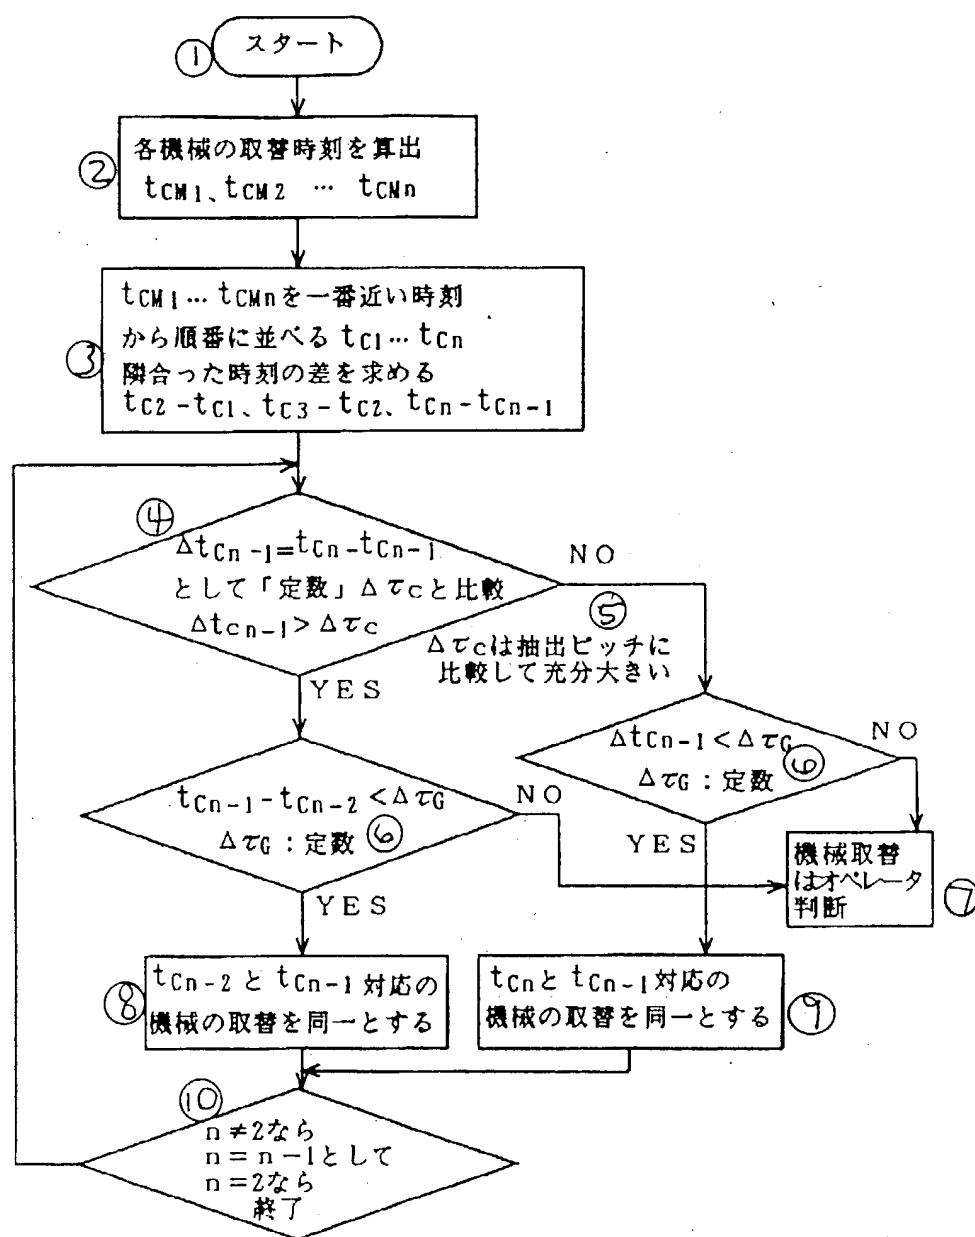 ① スタート
② 各機械の取替時刻を算出
tCM1、tCM2 … tCMn
③ tCM1… tCMnを一番近い時刻
から順番に並べる tC1…tCn
隣合った時刻の差を求める
tC2-tC1、tC3-tC2、tCn-tCn-1
④ ΔtCn-1=tCn-tCn-1
として「定数」Δτcと比較
Δtcn-1>Δτc
NO
YES
⑤
Δτcは抽出ピッチに
比較して充分大きい
ΔtCn-1<ΔτG
ΔτG:定数 ⑥
NO
YES
tCn-1-tCn-2<ΔτG
ΔτG:定数 ⑥
NO
YES
機械取替
はオペレータ
判断
⑦
⑧ tCn-2と tCn-1 対応の
機械の取替を同一とする
tCnと tCn-1 対応の
機械の取替を同一とする ⑨
⑩
n≠2なら
n=n-1として
n=2なら
終了